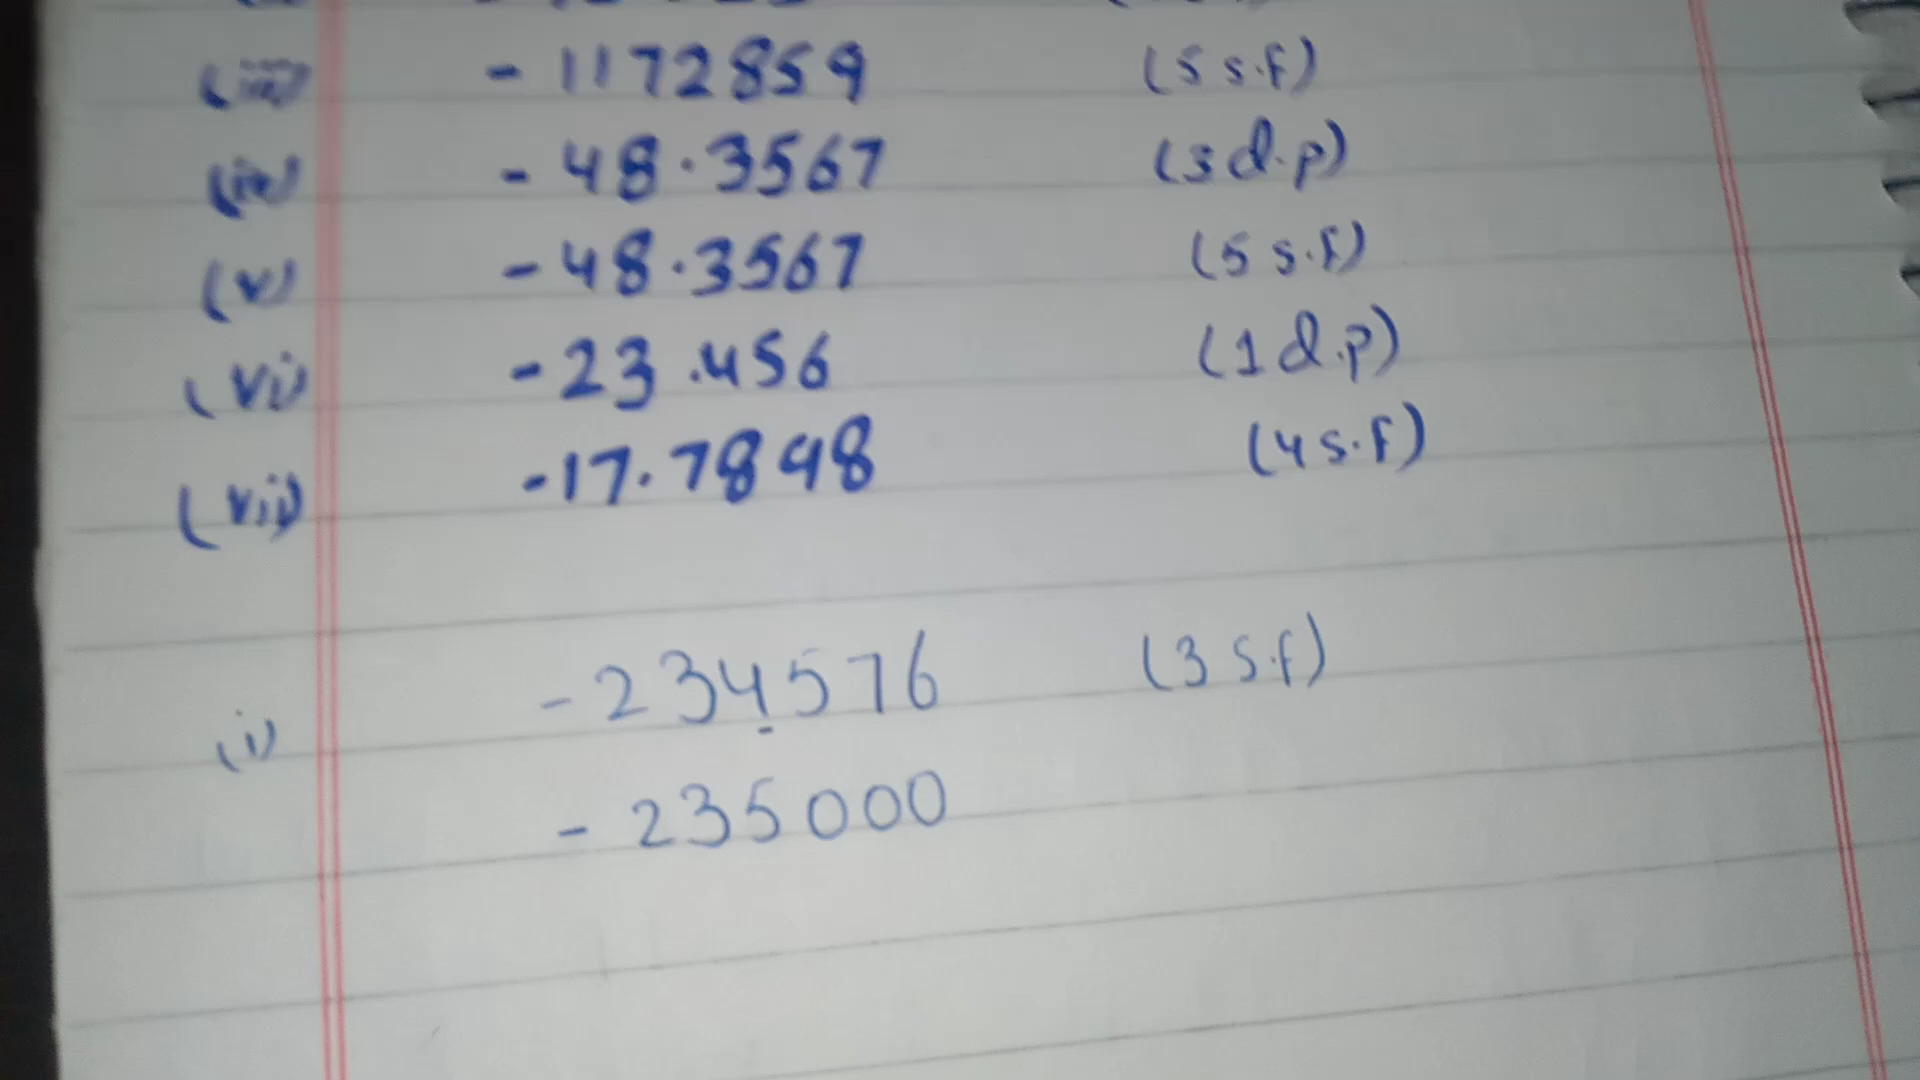 (iii) - 1172859 (5 s.f)
(iv) - 48.3567 (3 d.p)
(v) - 48.3567 (5 s.f)
(vi) - 23.456 (1 d.p)
(vii) - 17.7898 (4 s.f)
(i) - 234576 (3 s.f)
- 235000